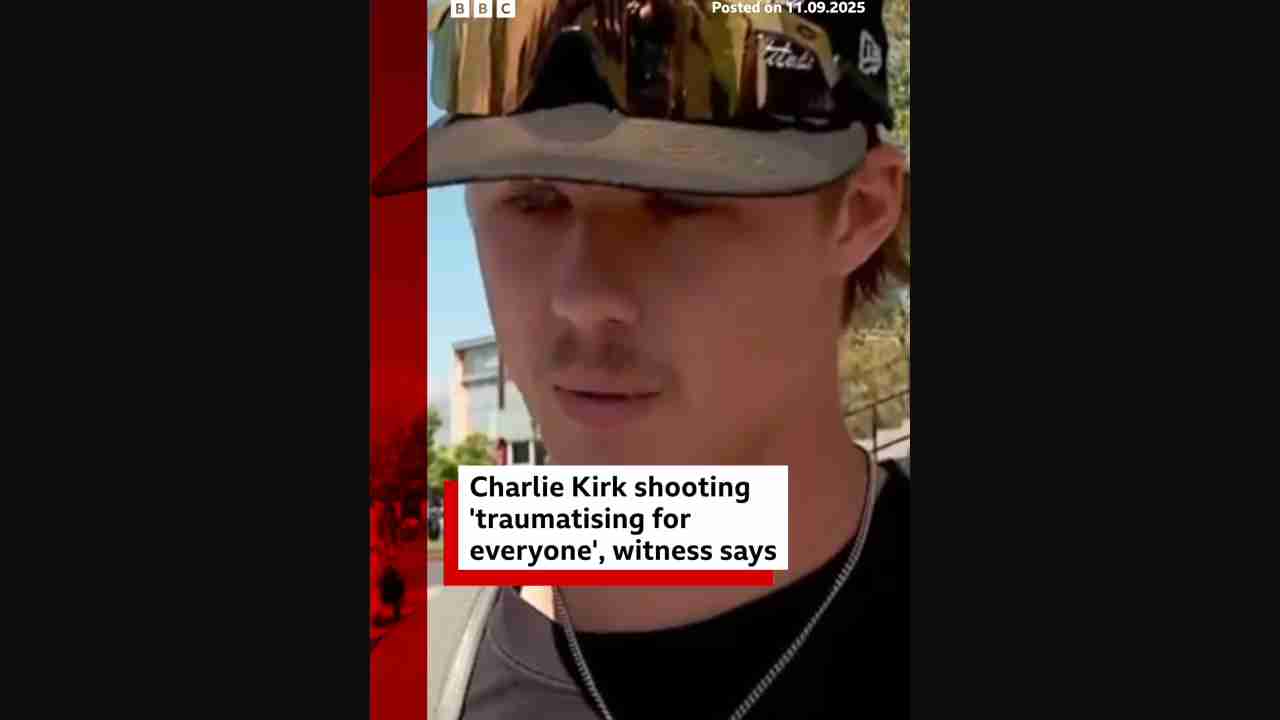 BBC
Posted on 11.09.2025
Charlie Kirk shooting
'traumatising for
everyone', witness says